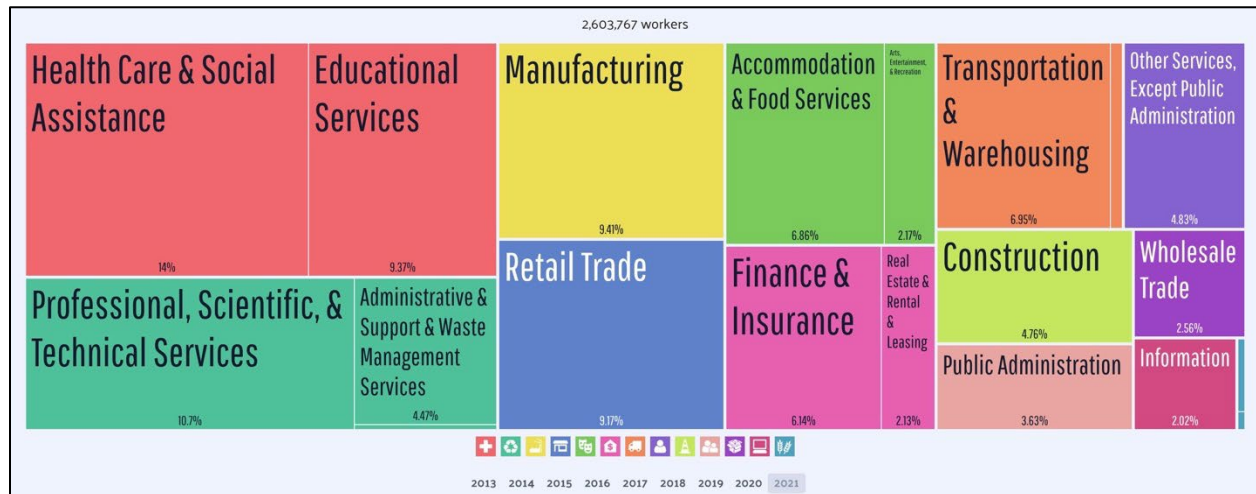 2,603,767 workers
Health Care & Social
Assistance
14%
Educational
Services
9.37%
Professional, Scientific, &
Technical Services
10.7%
Administrative &
Support & Waste
Management
Services
4.47%
Manufacturing
9.41%
Retail Trade
9.17%
Accommodation
& Food Services
6.86%
Arts,
Entertainment,
& Recreation
2.17%
Finance &
Insurance
6.14%
Real
Estate &
Rental
&
Leasing
2.13%
Transportation
&
Warehousing
6.95%
Other Services,
Except Public
Administration
4.83%
Construction
4.76%
Public Administration
3.63%
Wholesale
Trade
2.56%
Information
2.02%
2013 2014 2015 2016 2017 2018 2019 2020 2021